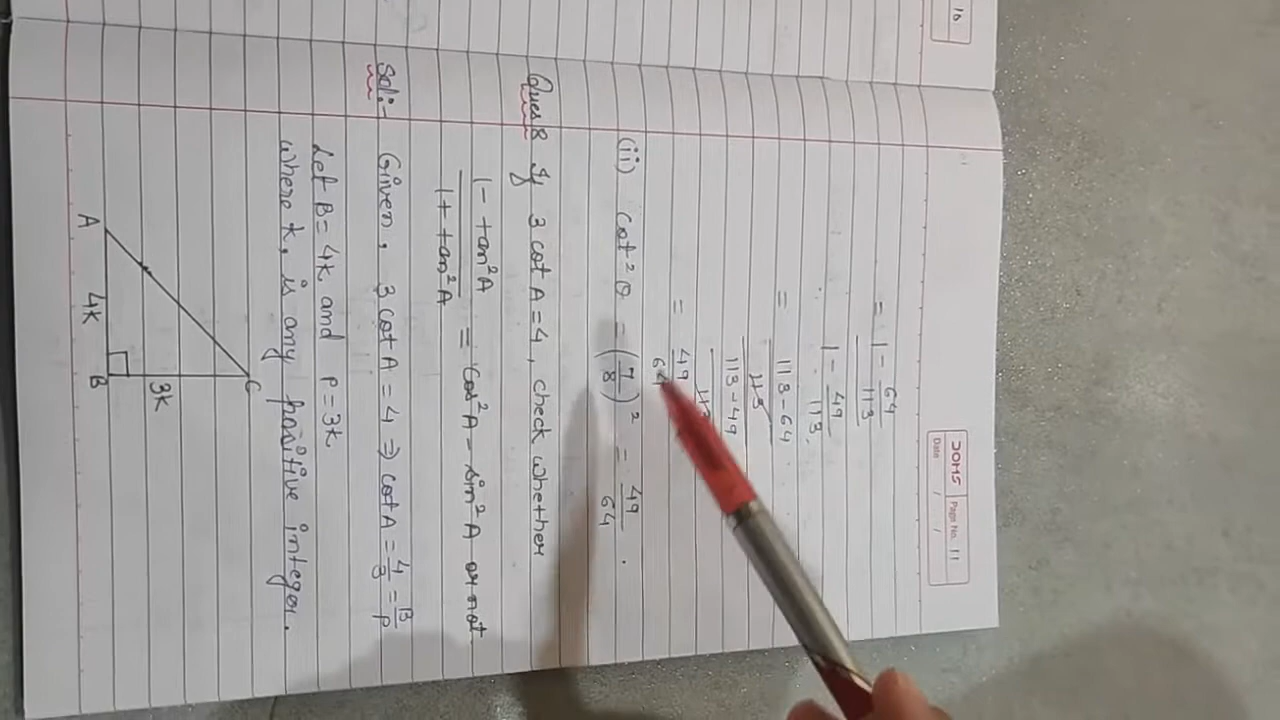 10
JOMS
Page No. 11
Date / /
= 1 - 64/113
1 - 49/113
= 113 - 64
113
113 - 49
= 49
64
(ii) cot²θ = (7/8)² = 49/64 .
Ques 8 If 3 cot A = 4, check whether
1 - tan²A / 1 + tan²A = cos²A - sin²A or not
Sol:- Given, 3 cot A = 4 ⇒ cot A = 4/3 = B/P
Let B = 4k and P = 3k
where k, is any positive integer.
C
3k
A 4k B